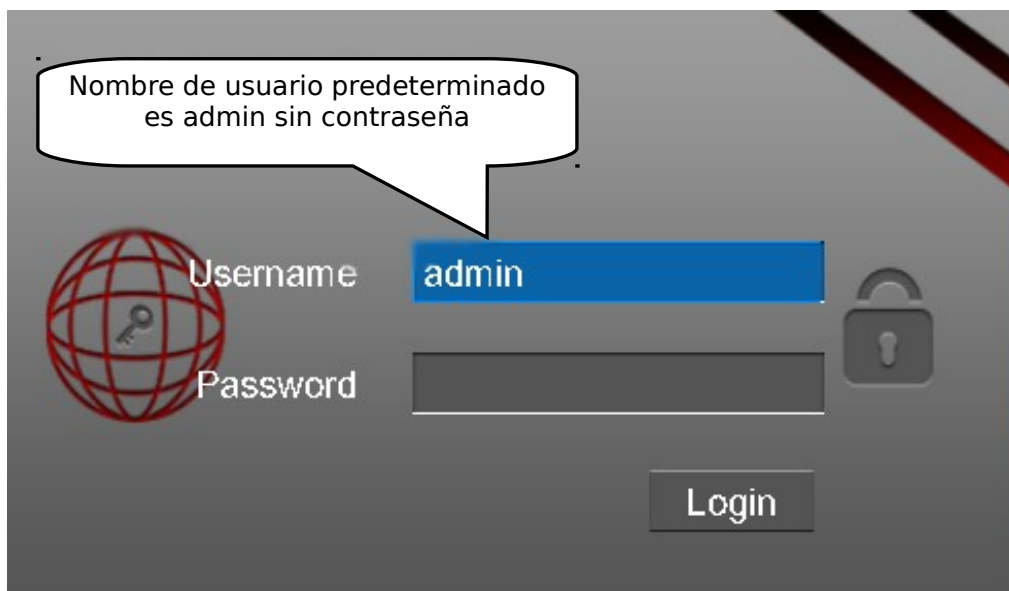 Nombre de usuario predeterminado
es admin sin contraseña
Username
admin
Password
Login